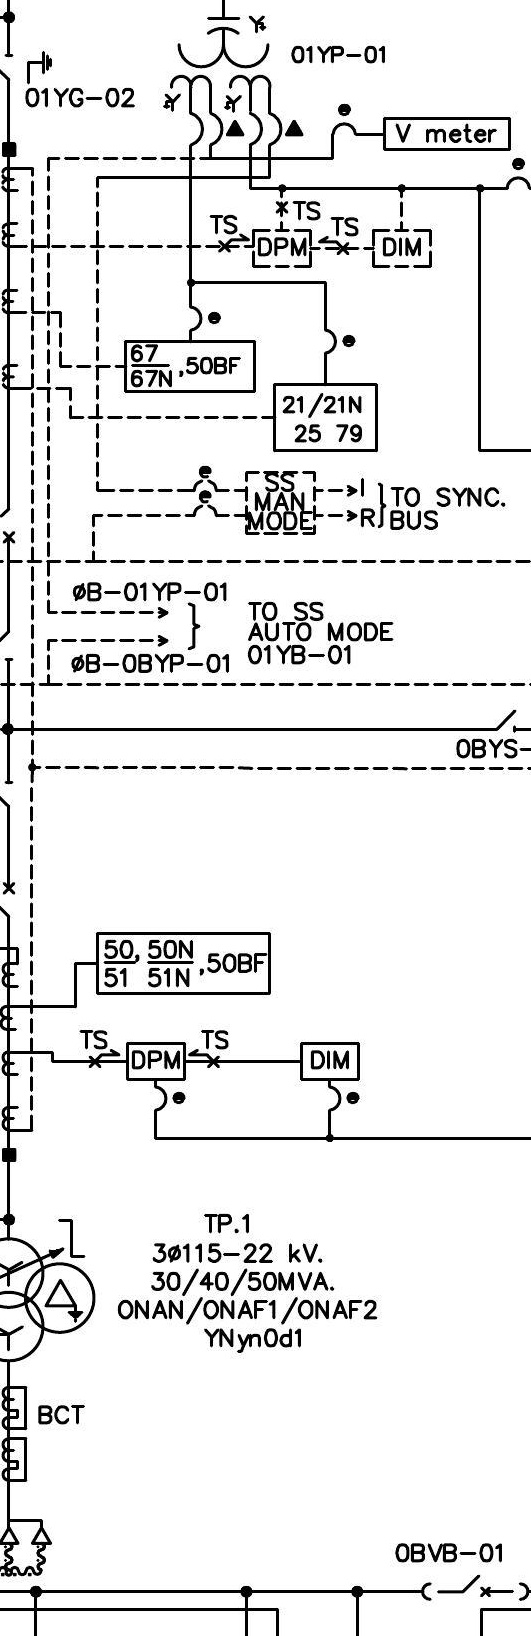 01YP-01
01YG-02
V meter
TS
TS
TS
DPM
DIM
67
67N ,50BF
21/21N
25 79
SS
MAN
MODE
I
R
TO SYNC.
BUS
øB-01YP-01
øB-0BYP-01
TO SS
AUTO MODE
01YB-01
0BYS-
50, 50N
51 51N ,50BF
TS
TS
DPM
DIM
TP.1
3ø115-22 kV.
30/40/50MVA.
ONAN/ONAF1/ONAF2
YNyn0d1
BCT
0BVB-01